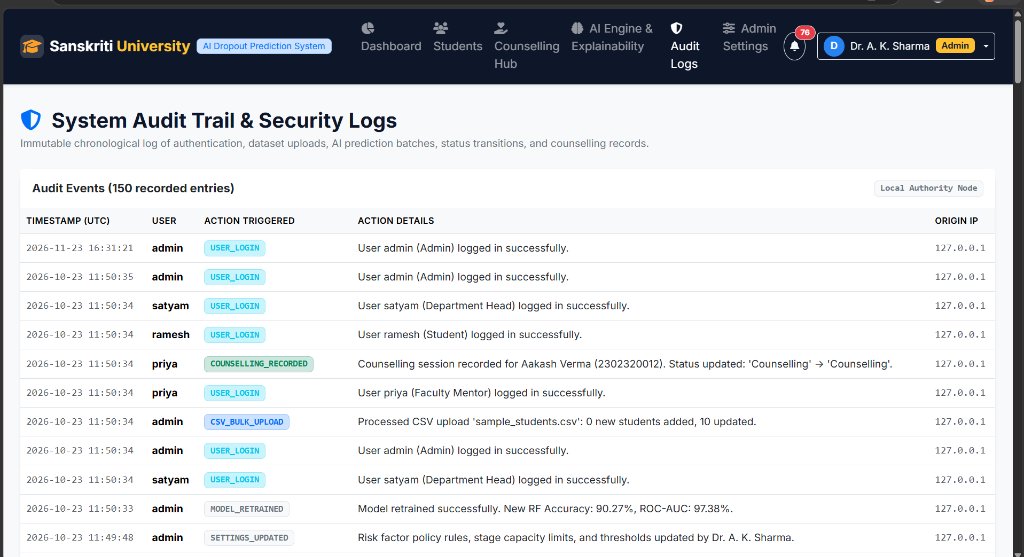 Sanskriti University
AI Dropout Prediction System
Dashboard
Students
Counselling Hub
AI Engine & Explainability
Audit Logs
Admin Settings
76
D
Dr. A. K. Sharma
Admin
System Audit Trail & Security Logs
Immutable chronological log of authentication, dataset uploads, AI prediction batches, status transitions, and counselling records.
Audit Events (150 recorded entries)
Local Authority Node
TIMESTAMP (UTC) USER ACTION TRIGGERED ACTION DETAILS ORIGIN IP
2026-11-23 16:31:21 admin USER_LOGIN User admin (Admin) logged in successfully. 127.0.0.1
2026-10-23 11:50:35 admin USER_LOGIN User admin (Admin) logged in successfully. 127.0.0.1
2026-10-23 11:50:34 satyam USER_LOGIN User satyam (Department Head) logged in successfully. 127.0.0.1
2026-10-23 11:50:34 ramesh USER_LOGIN User ramesh (Student) logged in successfully. 127.0.0.1
2026-10-23 11:50:34 priya COUNSELLING_RECORDED Counselling session recorded for Aakash Verma (2302320012). Status updated: 'Counselling' → 'Counselling'. 127.0.0.1
2026-10-23 11:50:34 priya USER_LOGIN User priya (Faculty Mentor) logged in successfully. 127.0.0.1
2026-10-23 11:50:34 admin CSV_BULK_UPLOAD Processed CSV upload 'sample_students.csv': 0 new students added, 10 updated. 127.0.0.1
2026-10-23 11:50:34 admin USER_LOGIN User admin (Admin) logged in successfully. 127.0.0.1
2026-10-23 11:50:34 satyam USER_LOGIN User satyam (Department Head) logged in successfully. 127.0.0.1
2026-10-23 11:50:33 admin MODEL_RETRAINED Model retrained successfully. New RF Accuracy: 90.27%, ROC-AUC: 97.38%. 127.0.0.1
2026-10-23 11:49:48 admin SETTINGS_UPDATED Risk factor policy rules, stage capacity limits, and thresholds updated by Dr. A. K. Sharma. 127.0.0.1